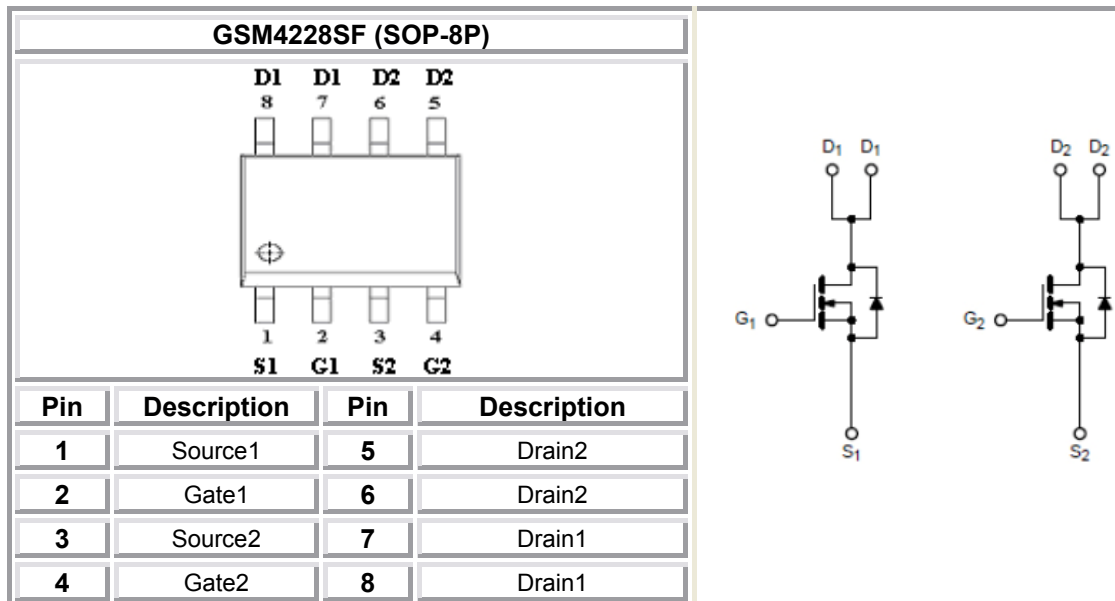 GSM4228SF (SOP-8P)
D1 D1 D2 D2
8 7 6 5
1 2 3 4
S1 G1 S2 G2
Pin Description Pin Description
1 Source1 5 Drain2
2 Gate1 6 Drain2
3 Source2 7 Drain1
4 Gate2 8 Drain1
D1 D1 D2 D2
G1 G2
S1 S2